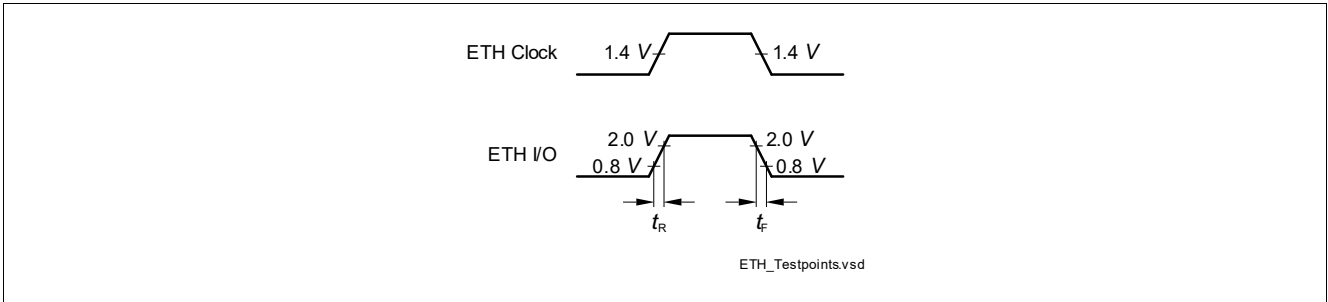 ETH Clock 1.4 V 1.4 V
2.0 V 2.0 V
ETH I/O
0.8 V 0.8 V
tR tF
ETH_Testpoints.vsd